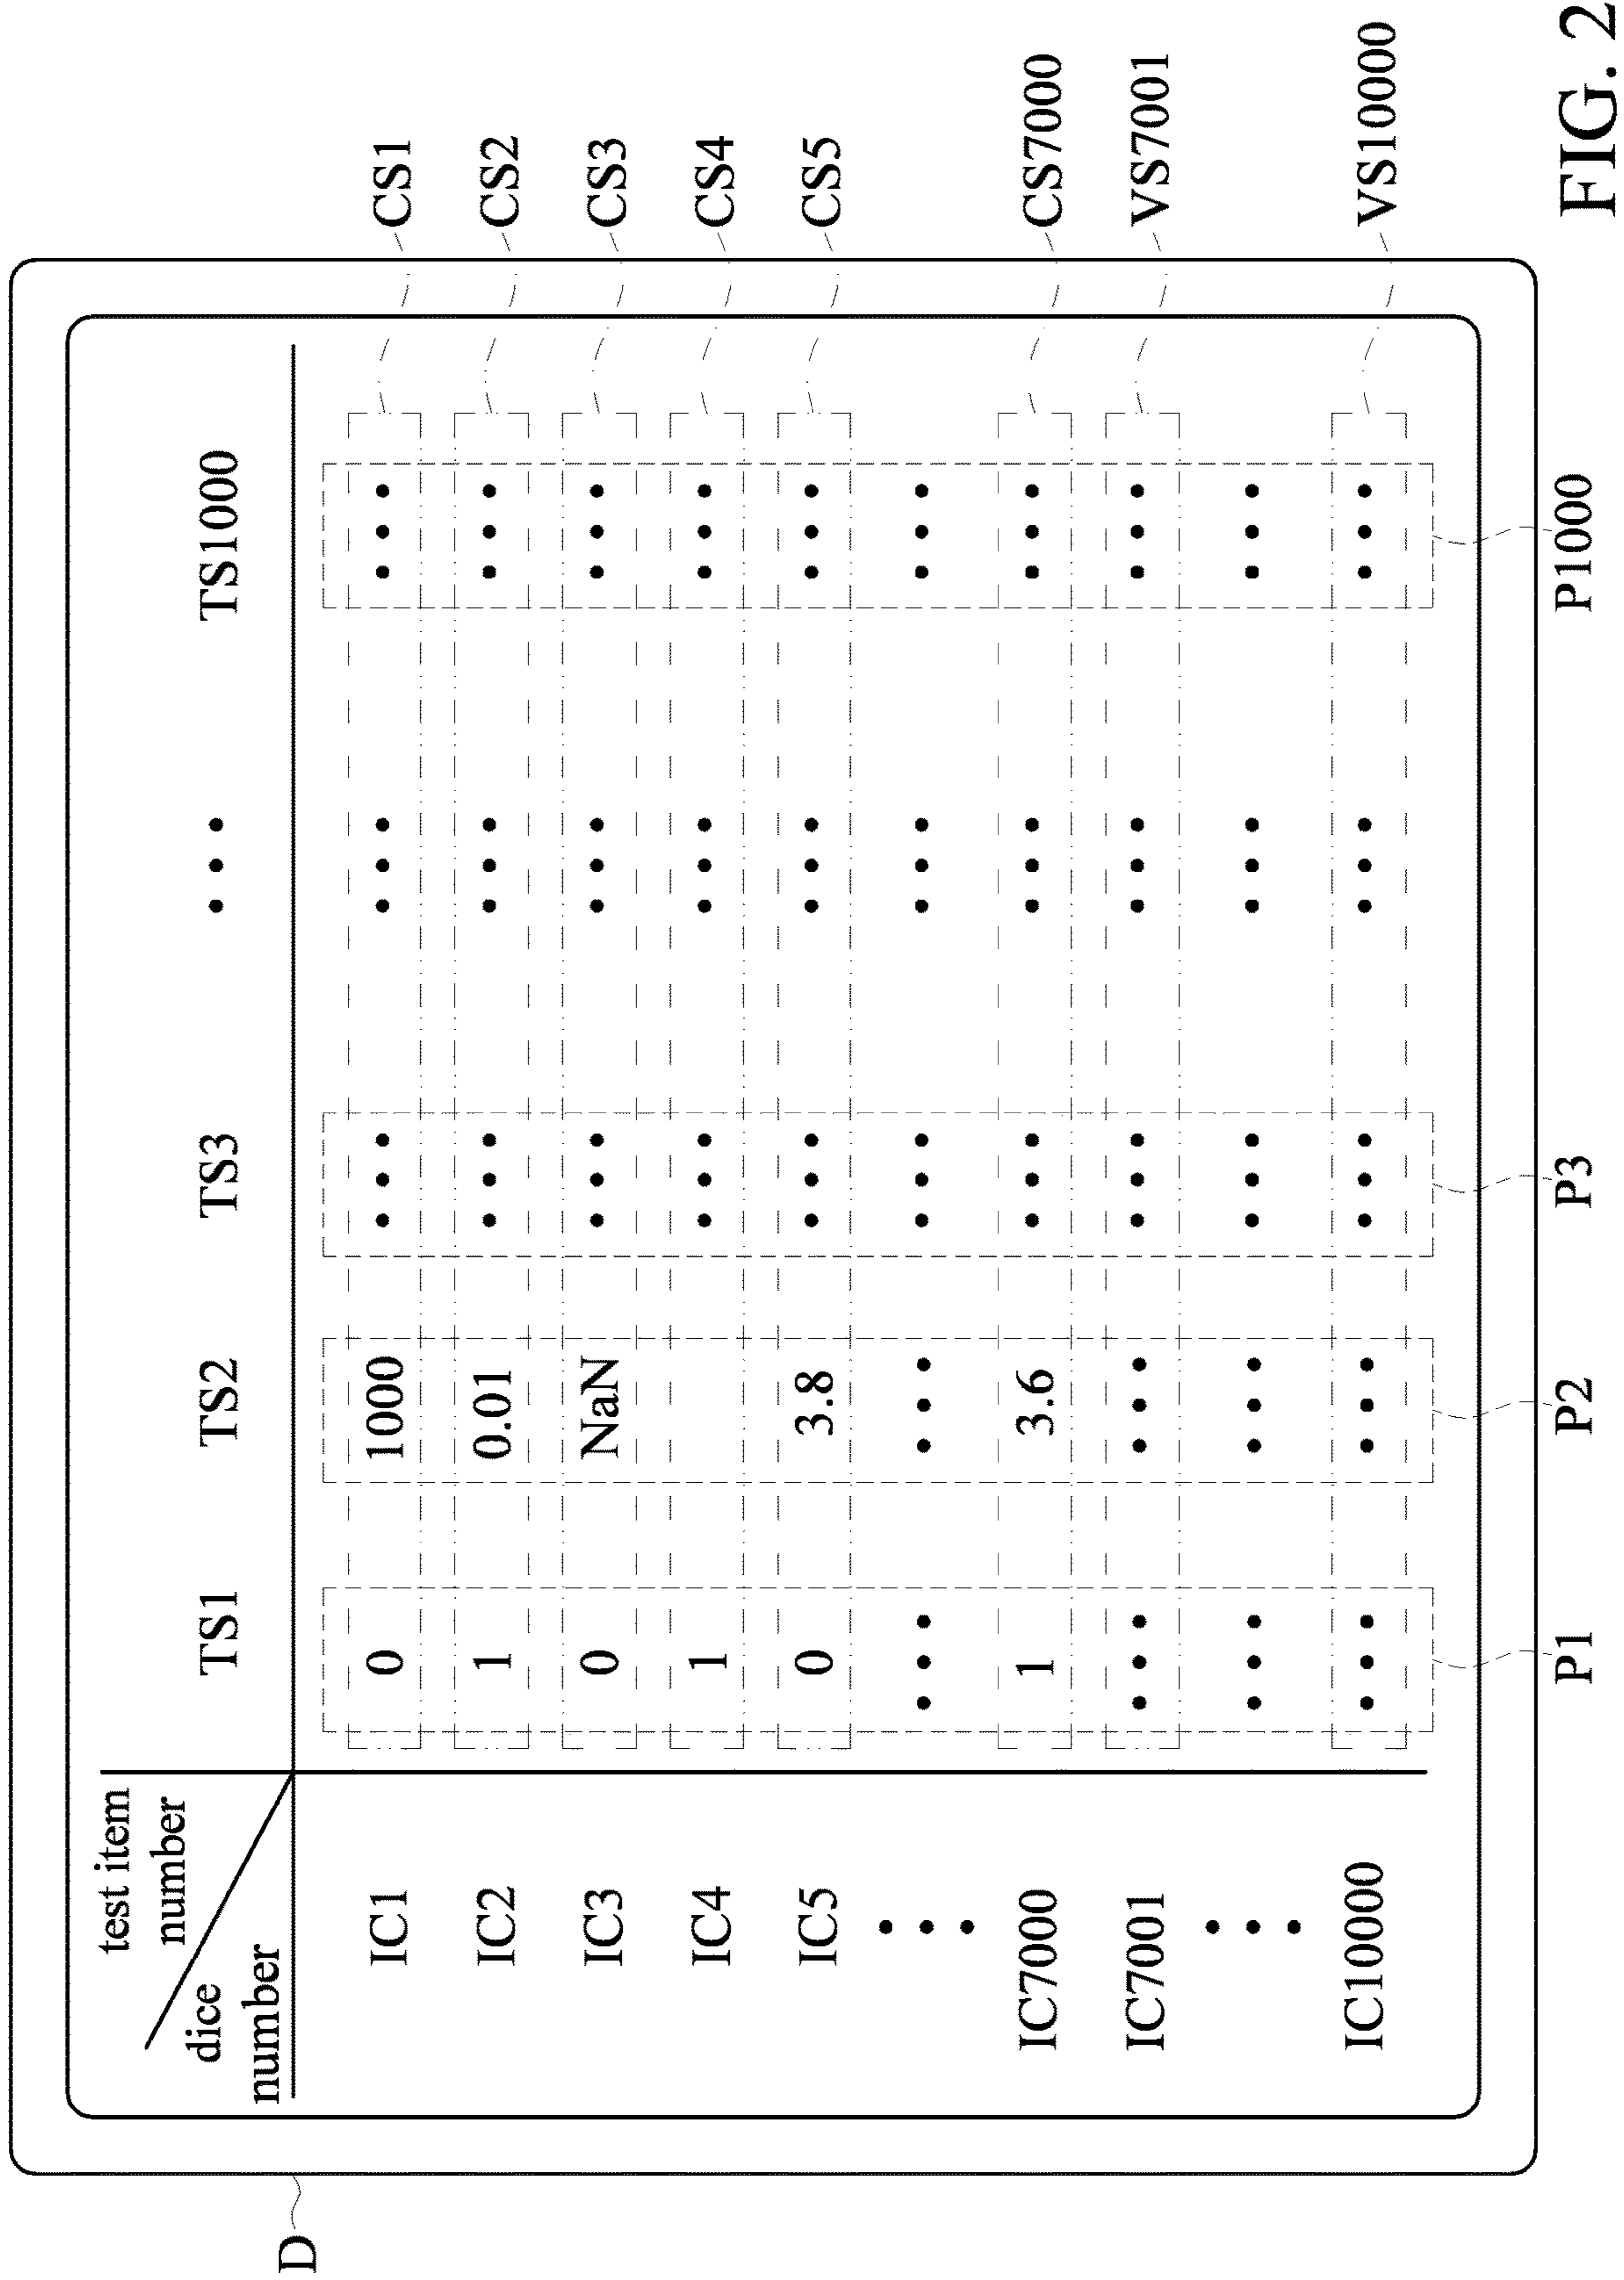 D
test item
number
dice
number
TS1 TS2 TS3 ••• TS1000
IC1 0 1000 ••• ••• ••• CS1
IC2 1 0.01 ••• ••• ••• CS2
IC3 0 NaN ••• ••• ••• CS3
IC4 1 ••• ••• ••• CS4
IC5 0 3.8 ••• ••• ••• CS5
••• ••• ••• ••• ••• •••
IC7000 1 3.6 ••• ••• ••• CS7000
IC7001 ••• ••• ••• ••• ••• VS7001
••• ••• ••• ••• ••• •••
IC10000 ••• ••• ••• ••• ••• VS10000
P1 P2 P3 P1000
FIG. 2